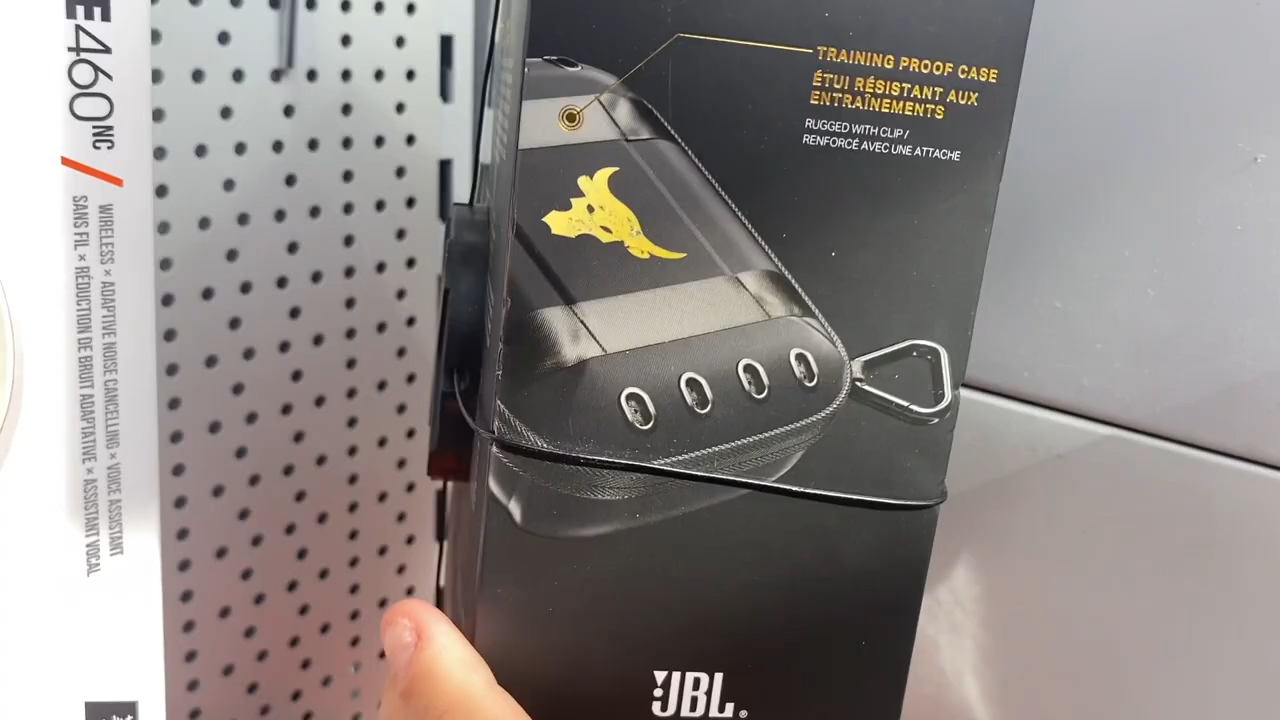 E460NC
WIRELESS × ADAPTIVE NOISE CANCELLING × VOICE ASSISTANT
SANS FIL × RÉDUCTION DE BRUIT ADAPTATIVE × ASSISTANT VOCAL
TRAINING PROOF CASE
ÉTUI RÉSISTANT AUX
ENTRAÎNEMENTS
RUGGED WITH CLIP /
RENFORCÉ AVEC UNE ATTACHE
JBL®